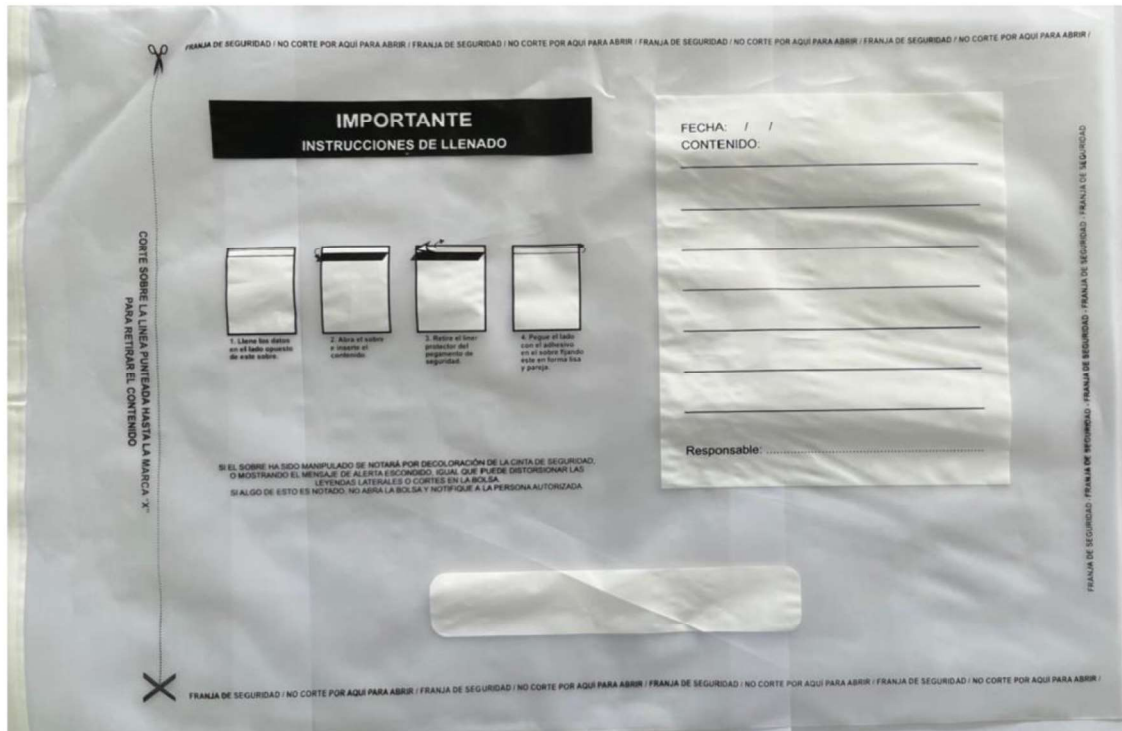 FRANJA DE SEGURIDAD / NO CORTE POR AQUÍ PARA ABRIR / FRANJA DE SEGURIDAD / NO CORTE POR AQUÍ PARA ABRIR / FRANJA DE SEGURIDAD / NO CORTE POR AQUÍ PARA ABRIR / FRANJA DE SEGURIDAD / NO CORTE POR AQUÍ PARA ABRIR /
IMPORTANTE
INSTRUCCIONES DE LLENADO
1. Llene los datos
en el lado opuesto
de este sobre.
2. Abra el sobre
e inserte el
contenido.
3. Retire el liner
protector del
pegamento de
seguridad.
4. Pegue el lado
con el adhesivo
en el sobre fijando
este en forma lisa
y pareja.
SI EL SOBRE HA SIDO MANIPULADO SE NOTARÁ POR DECOLORACIÓN DE LA CINTA DE SEGURIDAD,
O MOSTRANDO EL MENSAJE DE ALERTA ESCONDIDO, IGUAL QUE PUEDE DISTORSIONAR LAS
LEYENDAS LATERALES O CORTES EN LA BOLSA.
SI ALGO DE ESTO ES NOTADO, NO ABRA LA BOLSA Y NOTIFIQUE A LA PERSONA AUTORIZADA
FECHA: / /
CONTENIDO:
Responsable:
CORTE SOBRE LA LINEA PUNTEADA HASTA LA MARCA "X"
PARA RETIRAR EL CONTENIDO
FRANJA DE SEGURIDAD - FRANJA DE SEGURIDAD - FRANJA DE SEGURIDAD - FRANJA DE SEGURIDAD - FRANJA DE SEGURIDAD
FRANJA DE SEGURIDAD / NO CORTE POR AQUÍ PARA ABRIR / FRANJA DE SEGURIDAD / NO CORTE POR AQUÍ PARA ABRIR / FRANJA DE SEGURIDAD / NO CORTE POR AQUÍ PARA ABRIR / FRANJA DE SEGURIDAD / NO CORTE POR AQUÍ PARA ABRIR /